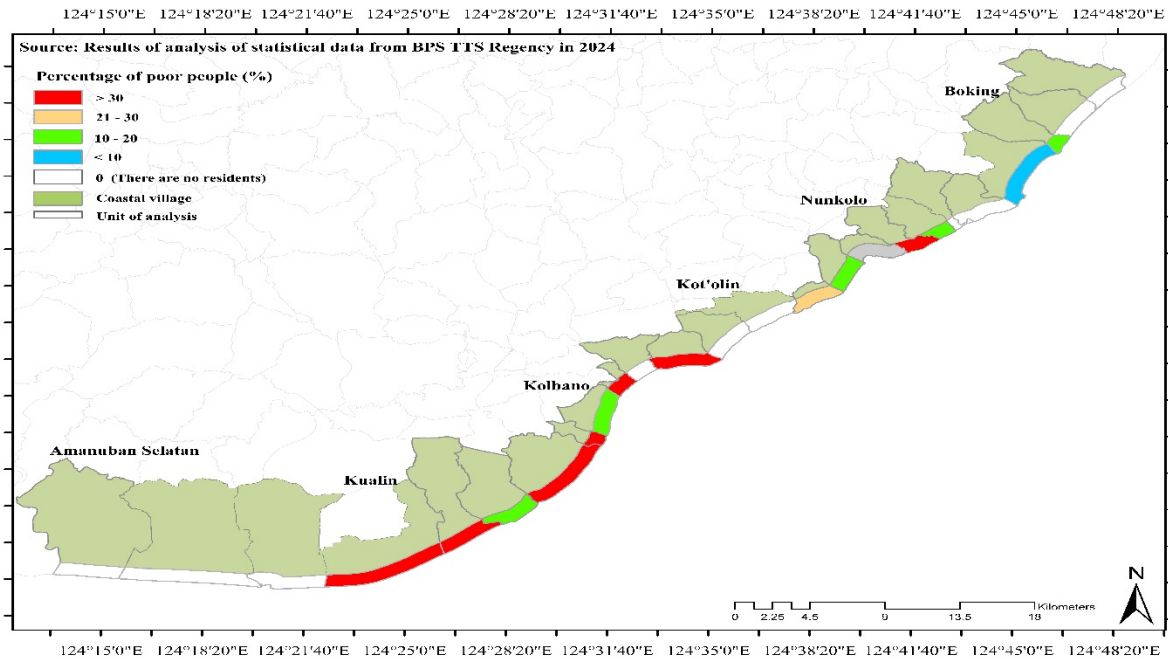 124°15'0"E 124°18'20"E 124°21'40"E 124°25'0"E 124°28'20"E 124°31'40"E 124°35'0"E 124°38'20"E 124°41'40"E 124°45'0"E 124°48'20"E
Source: Results of analysis of statistical data from BPS TTS Regency in 2024
Percentage of poor people (%)
> 30
21 - 30
10 - 20
< 10
0 (There are no residents)
Coastal village
Unit of analysis
Boking
Nunkolo
Kot'olin
Kolbano
Amanuban Selatan
Kualin
N
Kilometers
0 2.25 4.5 9 13.5 18
124°15'0"E 124°18'20"E 124°21'40"E 124°25'0"E 124°28'20"E 124°31'40"E 124°35'0"E 124°38'20"E 124°41'40"E 124°45'0"E 124°48'20"E